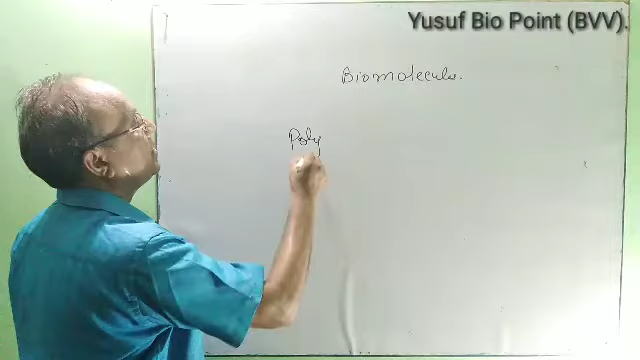 Yusuf Bio Point (BVV).
Biomolecule.
Poly